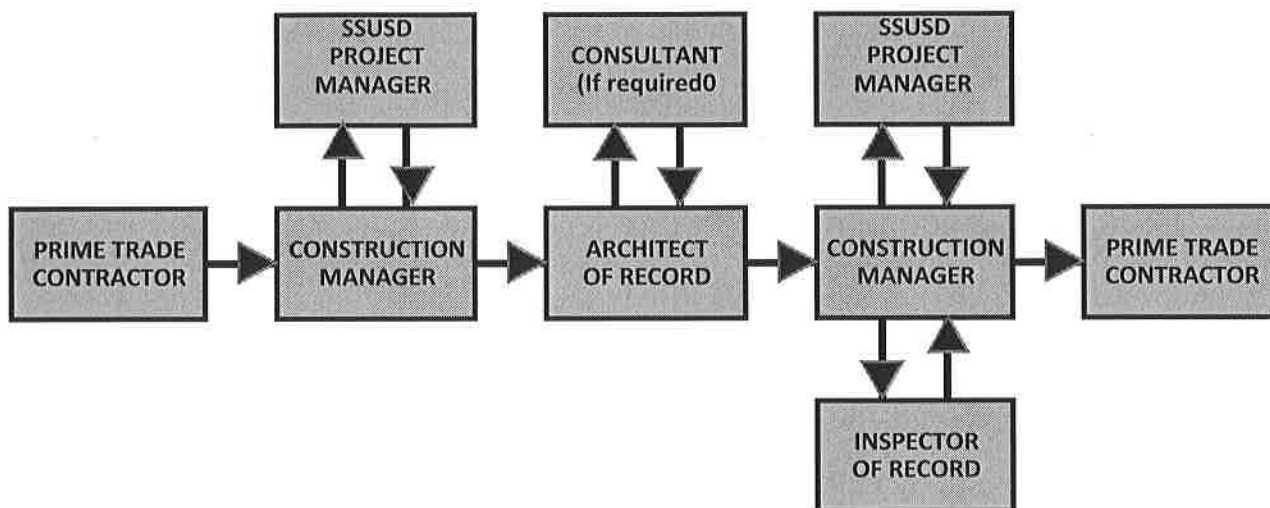 SSUSD
PROJECT
MANAGER
CONSULTANT
(If required0
SSUSD
PROJECT
MANAGER
PRIME TRADE
CONTRACTOR
CONSTRUCTION
MANAGER
ARCHITECT
OF RECORD
CONSTRUCTION
MANAGER
PRIME TRADE
CONTRACTOR
INSPECTOR
OF RECORD